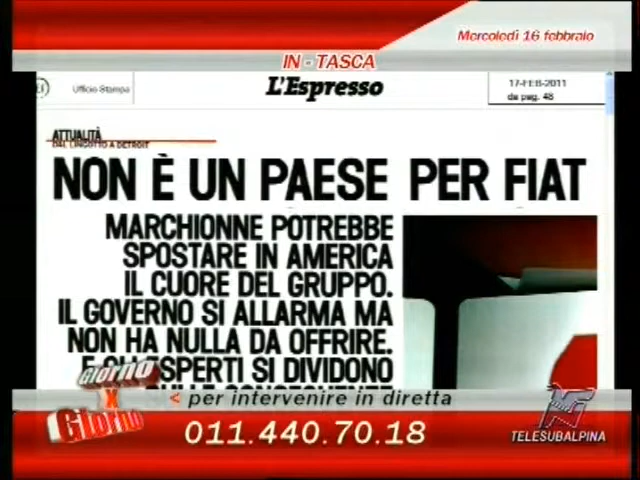 Mercoledì 16 febbraio
IN - TASCA
Ufficio Stampa
L'Espresso
17-FEB-2011
da pag. 48
ATTUALITÀ
DAL LINGOTTO A DETROIT
NON È UN PAESE PER FIAT
MARCHIONNE POTREBBE
SPOSTARE IN AMERICA
IL CUORE DEL GRUPPO.
IL GOVERNO SI ALLARMA MA
NON HA NULLA DA OFFRIRE.
E GLI ESPERTI SI DIVIDONO
Giorno
X
Giorno
< per intervenire in diretta
011.440.70.18
TELESUBALPINA